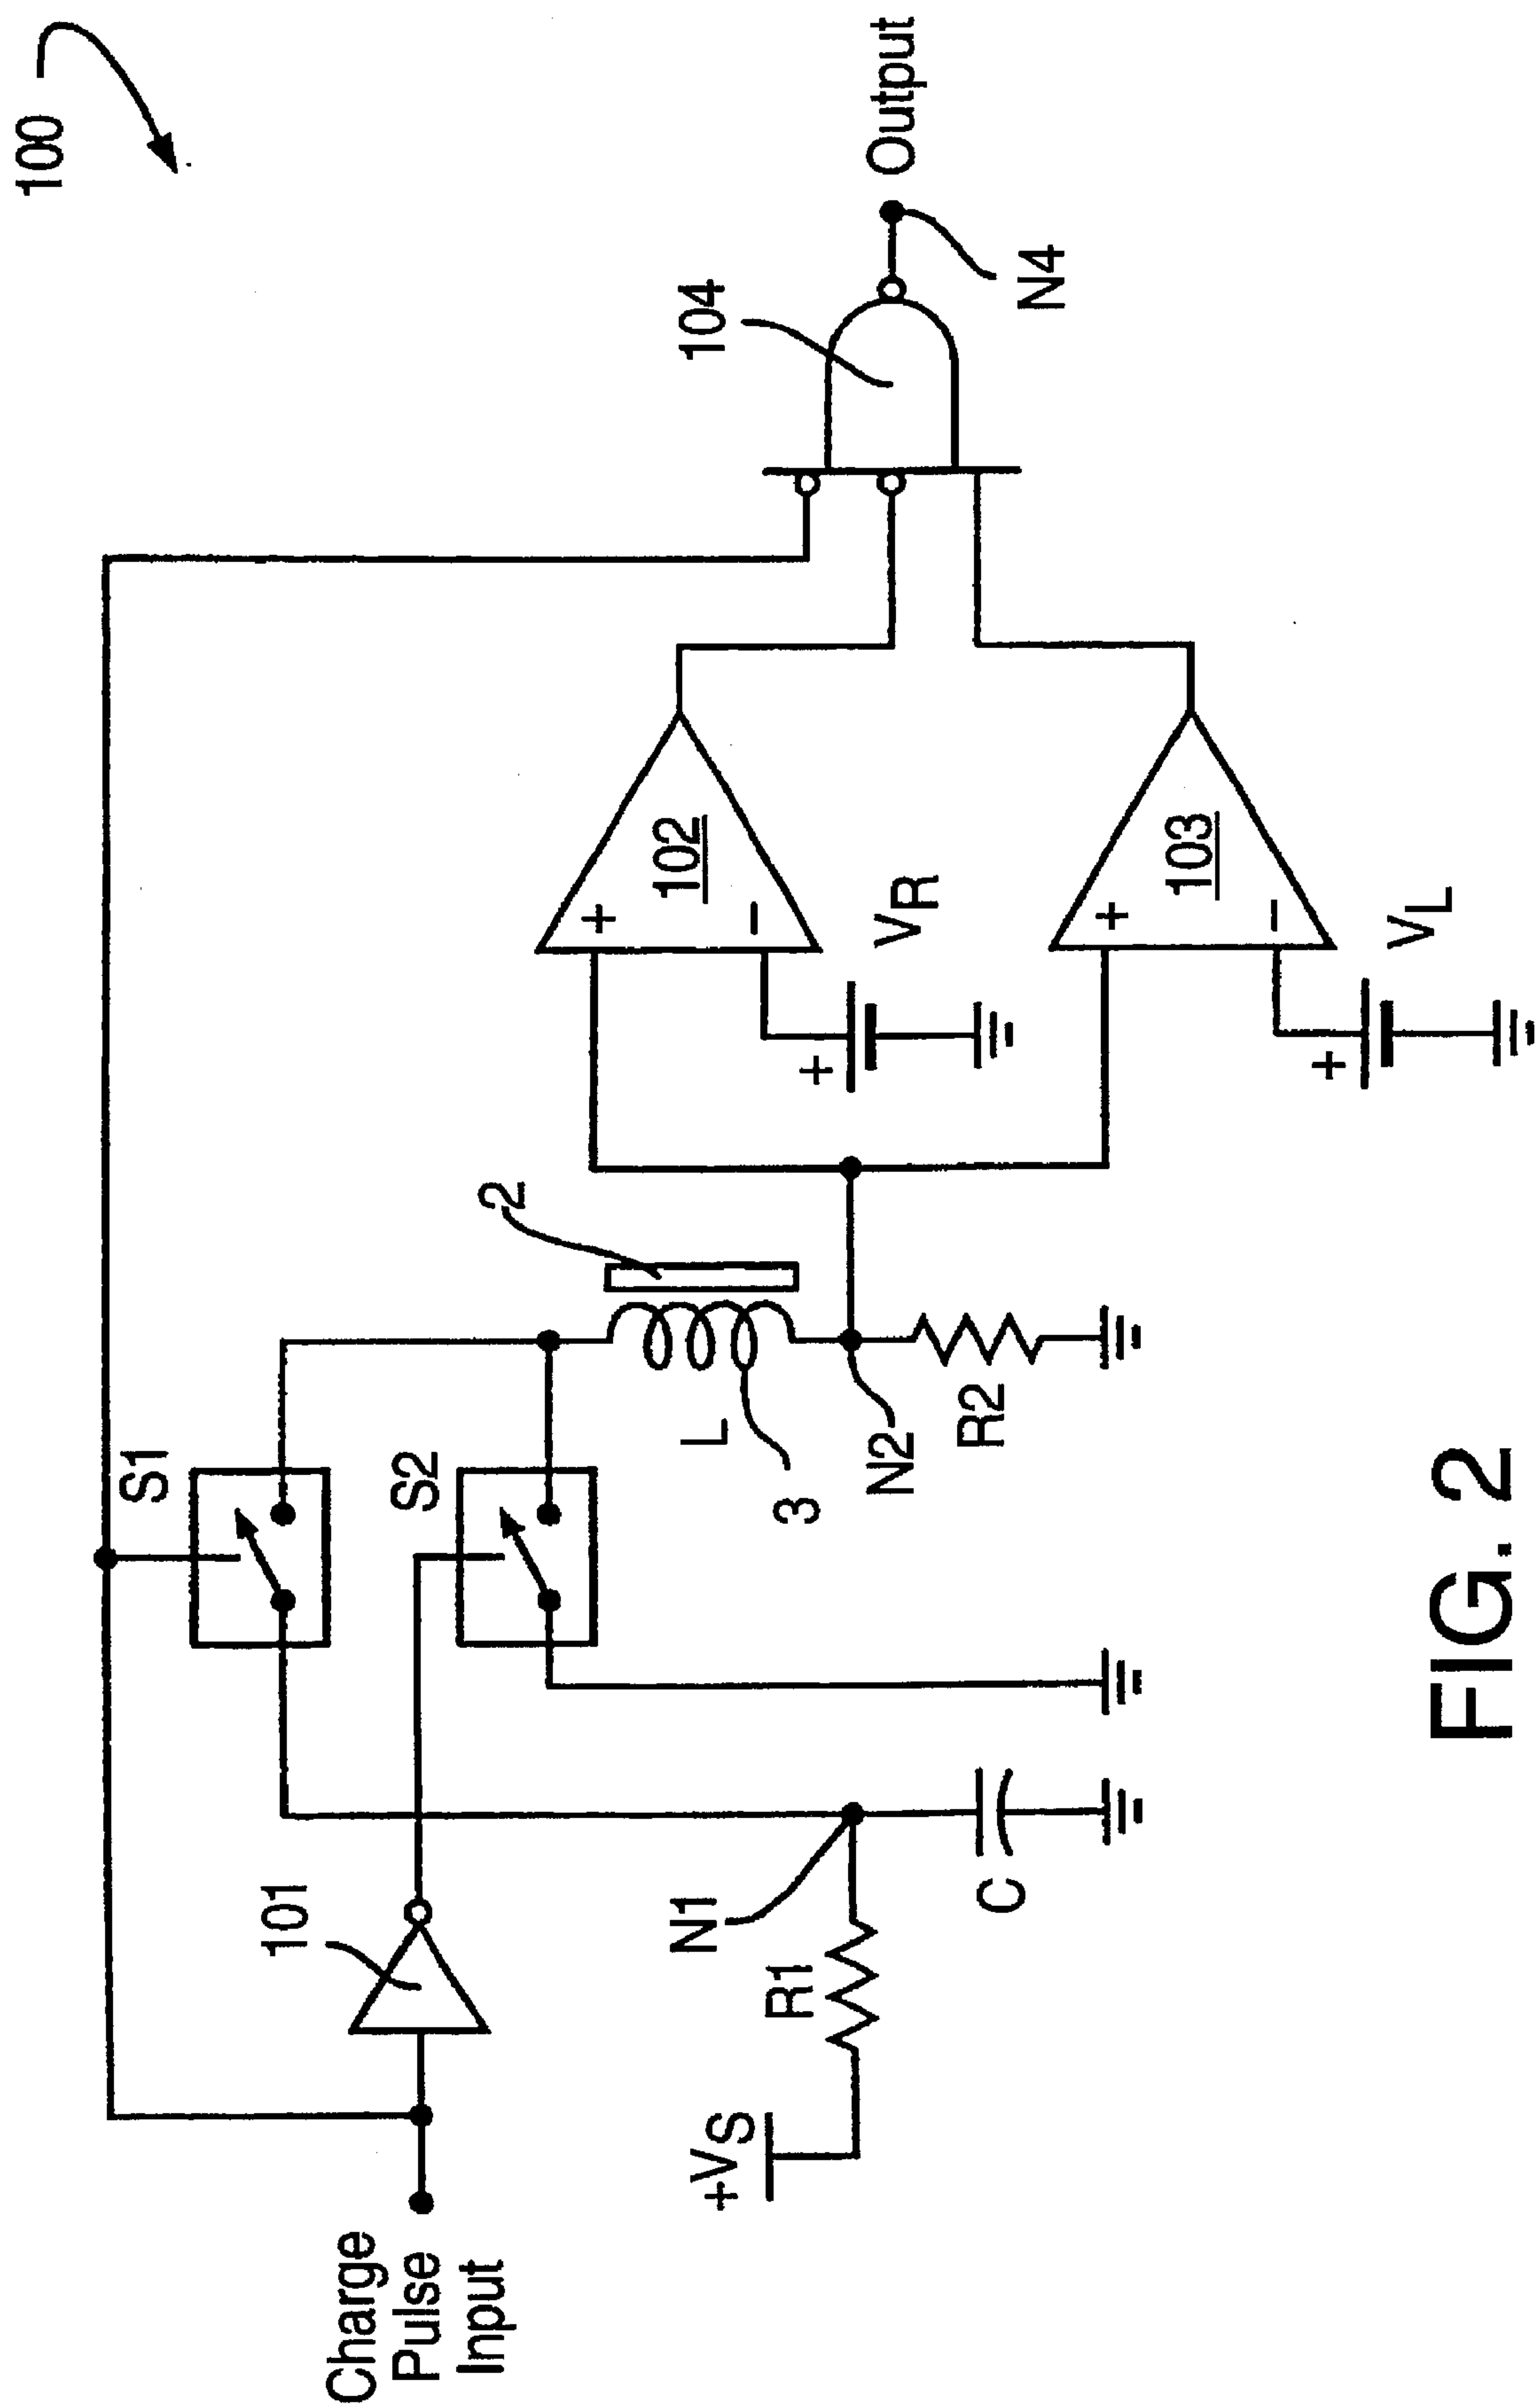 100
Charge
Pulse
Input
101
S1
S2
+VS
R1
N1
C
L
3
2
N2
R2
+
-
102
+
VR
+
-
103
+
VL
104
N4
Output
FIG. 2